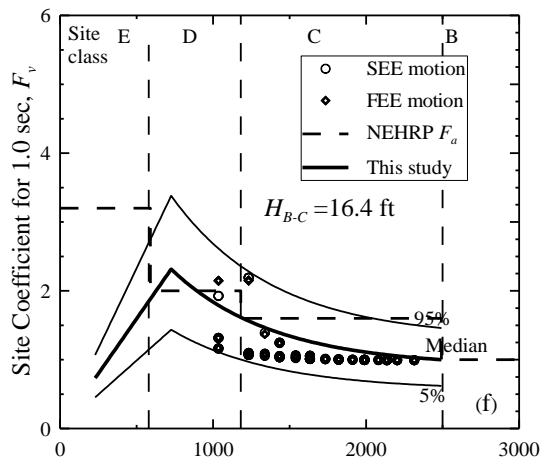 6
Site
class
E
D
C
B
SEE motion
FEE motion
NEHRP F_a
This study
H_{B-C} =16.4 ft
Site Coefficient for 1.0 sec, F_v
4
2
0
95%
Median
5%
(f)
0
1000
2000
3000